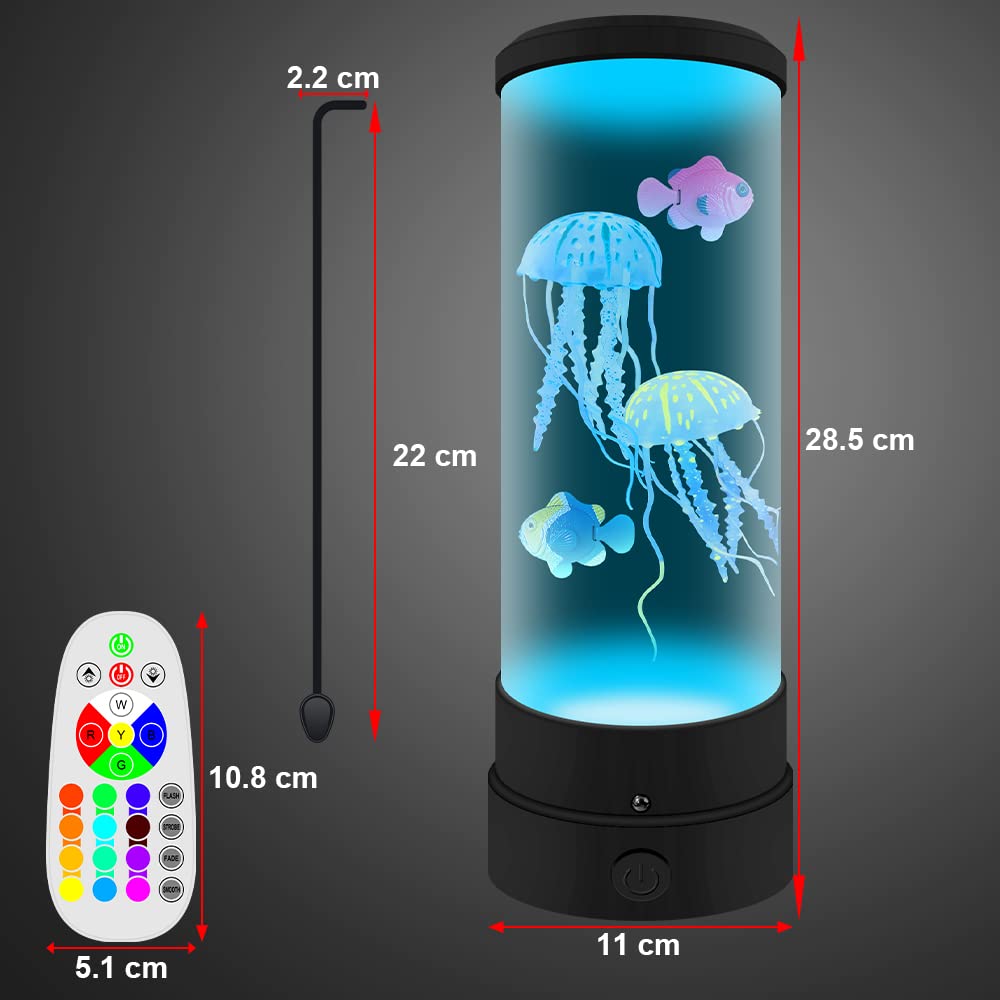 2.2 cm
22 cm
28.5 cm
11 cm
10.8 cm
5.1 cm
ON
OFF
W
R Y B
G
FLASH
STROBE
FADE
SMOOTH